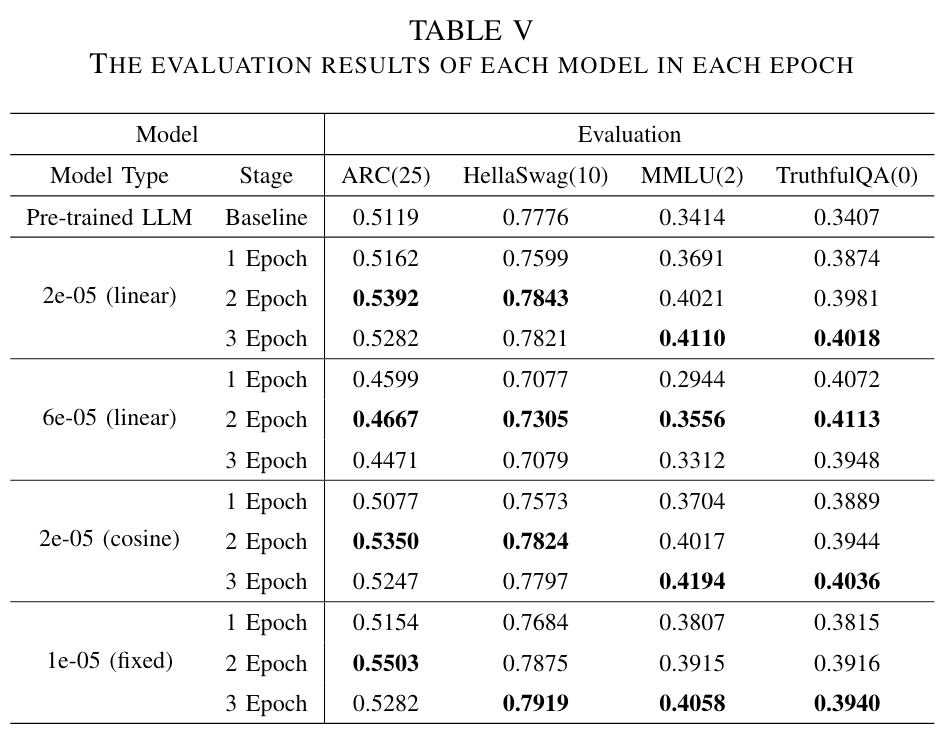 TABLE V
THE EVALUATION RESULTS OF EACH MODEL IN EACH EPOCH
Model Evaluation
Model Type Stage ARC(25) HellaSwag(10) MMLU(2) TruthfulQA(0)
Pre-trained LLM Baseline 0.5119 0.7776 0.3414 0.3407
1 Epoch 0.5162 0.7599 0.3691 0.3874
2e-05 (linear) 2 Epoch 0.5392 0.7843 0.4021 0.3981
3 Epoch 0.5282 0.7821 0.4110 0.4018
1 Epoch 0.4599 0.7077 0.2944 0.4072
6e-05 (linear) 2 Epoch 0.4667 0.7305 0.3556 0.4113
3 Epoch 0.4471 0.7079 0.3312 0.3948
1 Epoch 0.5077 0.7573 0.3704 0.3889
2e-05 (cosine) 2 Epoch 0.5350 0.7824 0.4017 0.3944
3 Epoch 0.5247 0.7797 0.4194 0.4036
1 Epoch 0.5154 0.7684 0.3807 0.3815
1e-05 (fixed) 2 Epoch 0.5503 0.7875 0.3915 0.3916
3 Epoch 0.5282 0.7919 0.4058 0.3940